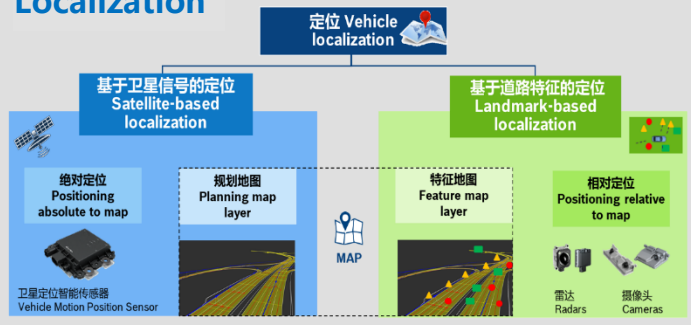 Localization
定位 Vehicle
localization
基于卫星信号的定位
Satellite-based
localization
基于道路特征的定位
Landmark-based
localization
绝对定位
Positioning
absolute to map
规划地图
Planning map
layer
MAP
特征地图
Feature map
layer
相对定位
Positioning relative
to map
卫星定位智能传感器
Vehicle Motion Position Sensor
雷达
Radars
摄像头
Cameras